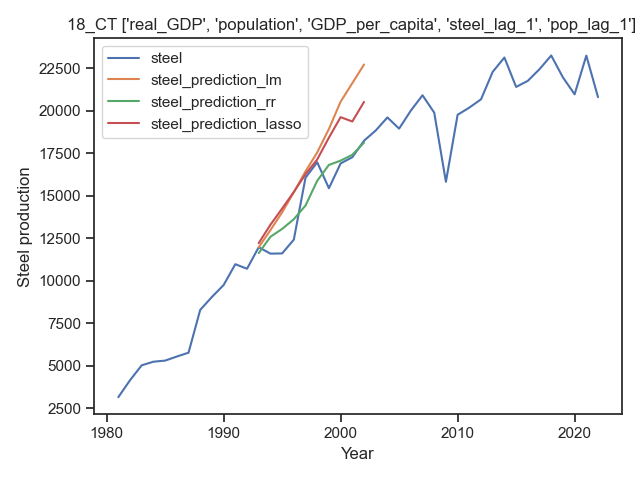 18_CT ['real_GDP', 'population', 'GDP_per_capita', 'steel_lag_1', 'pop_lag_1']
steel
steel_prediction_lm
steel_prediction_rr
steel_prediction_lasso
22500
20000
17500
15000
12500
10000
7500
5000
2500
Steel production
1980
1990
2000
2010
2020
Year